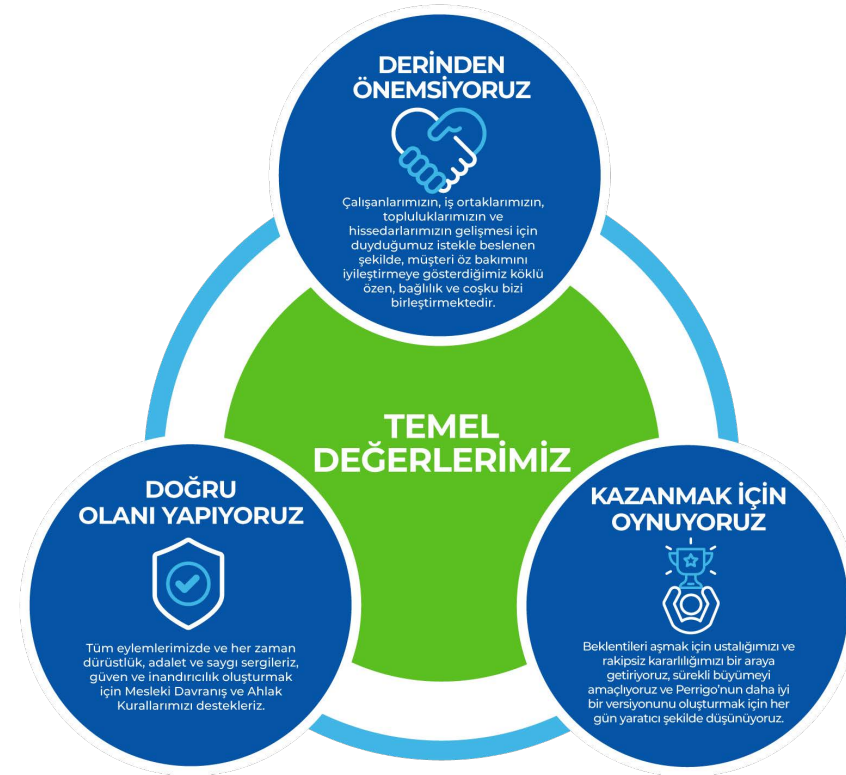 DERİNDEN
ÖNEMSİYORUZ
Çalışanlarımızın, iş ortaklarımızın,
topluluklarımızın ve
hissedarlarımızın gelişmesi için
duyduğumuz istekle beslenen
şekilde, müşteri öz bakımını
iyileştirmeye gösterdiğimiz köklü
özen, bağlılık ve coşku bizi
birleştirmektedir.
TEMEL
DEĞERLERİMİZ
DOĞRU
OLANI YAPIYORUZ
Tüm eylemlerimizde ve her zaman
dürüstlük, adalet ve saygı sergileriz,
güven ve inandırıcılık oluşturmak
için Mesleki Davranış ve Ahlak
Kurallarımızı destekleriz.
KAZANMAK İÇİN
OYNUYORUZ
Beklentileri aşmak için ustalığımızı ve
rakipsiz kararlılığımızı bir araya
getiriyoruz, sürekli büyümeyi
amaçlıyoruz ve Perrigo’nun daha iyi
bir versiyonunu oluşturmak için her
gün yaratıcı şekilde düşünüyoruz.